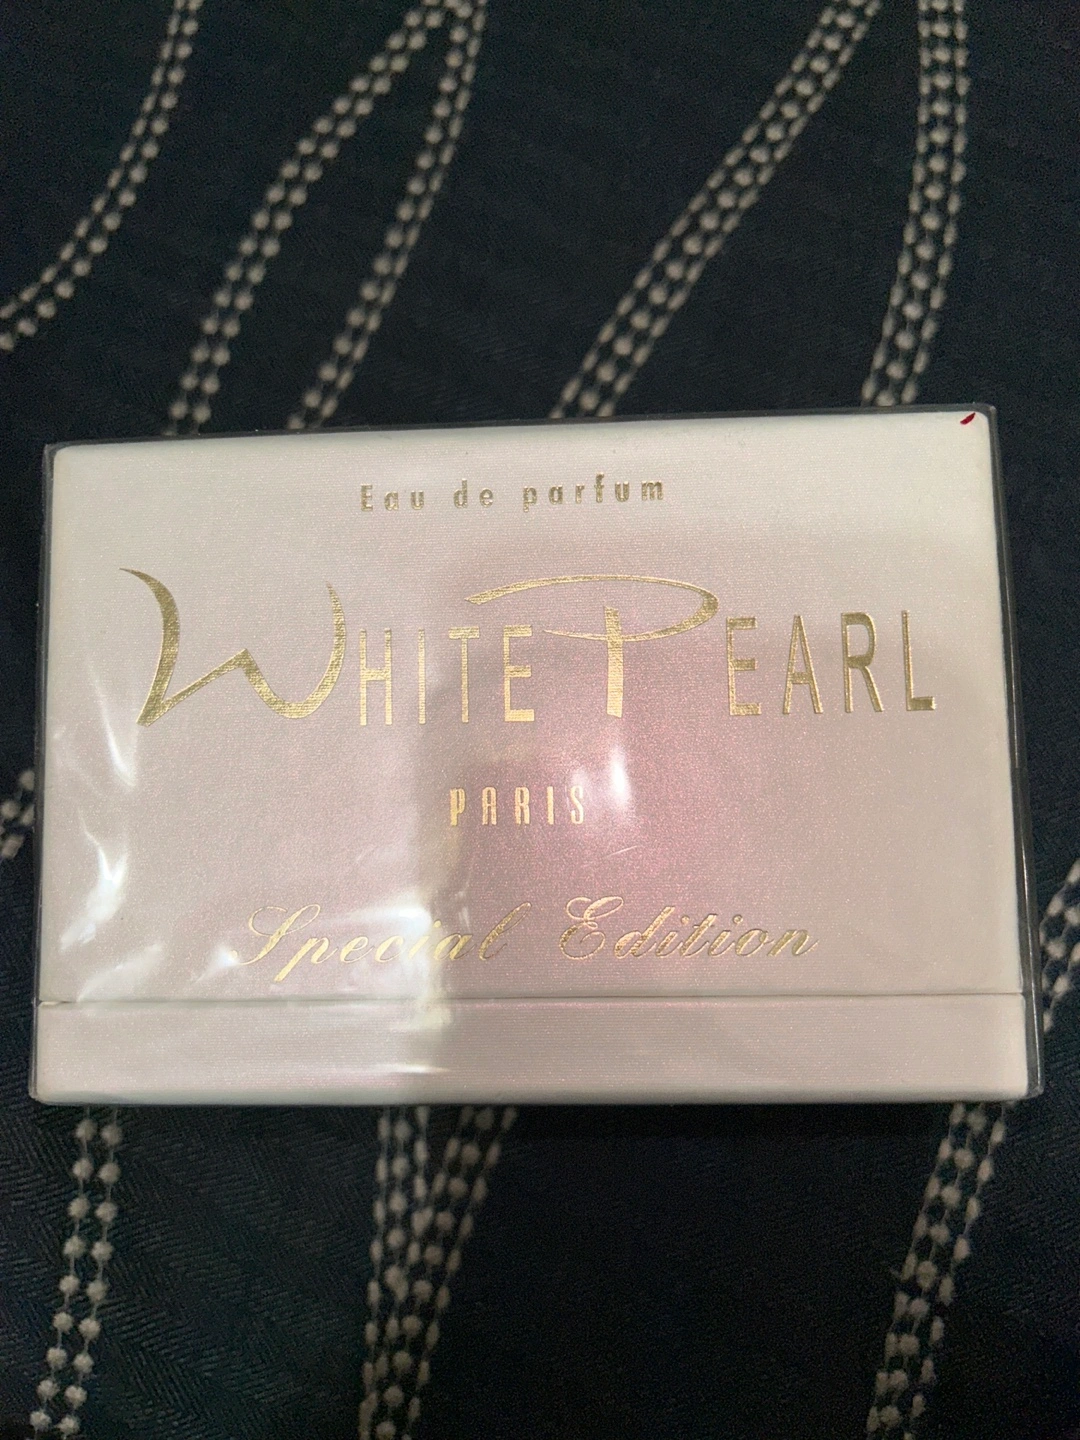 Eau de parfum
WHITE PEARL
PARIS
Special Edition